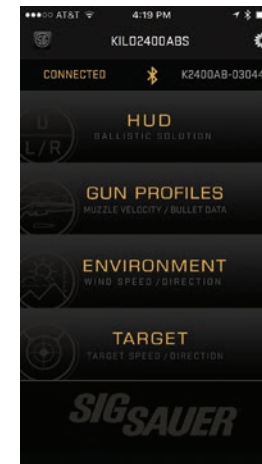 AT&T 4:19 PM
KILO2400ABS
CONNECTED K2400AB-03044
HUD
BALLISTIC SOLUTION
U
L/R
GUN PROFILES
MUZZLE VELOCITY / BULLET DATA
ENVIRONMENT
WIND SPEED / DIRECTION
TARGET
TARGET SPEED / DIRECTION
SIG SAUER